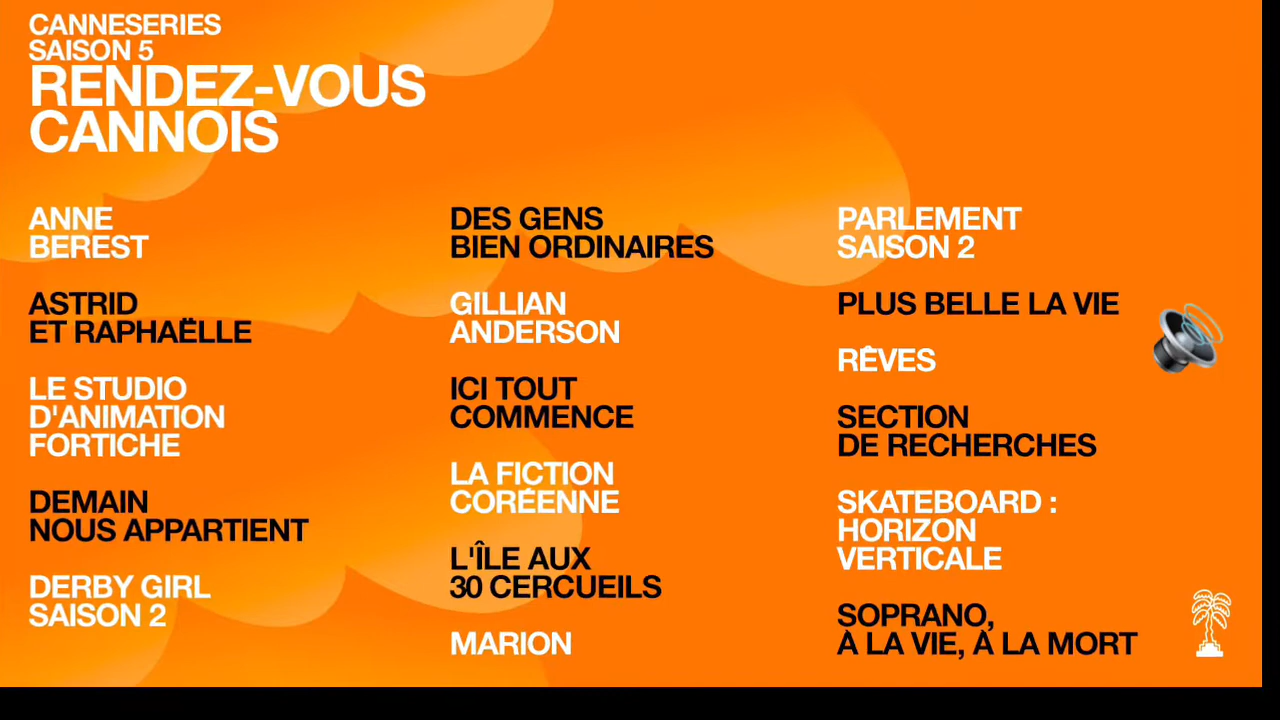 CANNESERIES
SAISON 5
RENDEZ-VOUS
CANNOIS
ANNE
BEREST
ASTRID
ET RAPHAËLLE
LE STUDIO
D'ANIMATION
FORTICHE
DEMAIN
NOUS APPARTIENT
DERBY GIRL
SAISON 2
DES GENS
BIEN ORDINAIRES
GILLIAN
ANDERSON
ICI TOUT
COMMENCE
LA FICTION
CORÉENNE
L'ÎLE AUX
30 CERCUEILS
MARION
PARLEMENT
SAISON 2
PLUS BELLE LA VIE
RÊVES
SECTION
DE RECHERCHES
SKATEBOARD :
HORIZON
VERTICALE
SOPRANO,
À LA VIE, À LA MORT